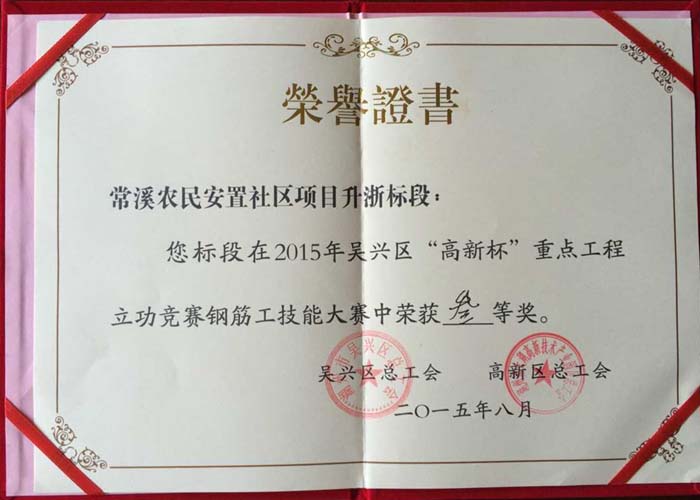 榮譽證書
常溪农民安置社区项目升浙标段：
您标段在2015年吴兴区“高新杯”重点工程
立功竞赛钢筋工技能大赛中荣获 叁 等奖。
吴兴区总工会 高新区总工会
二〇一五年八月